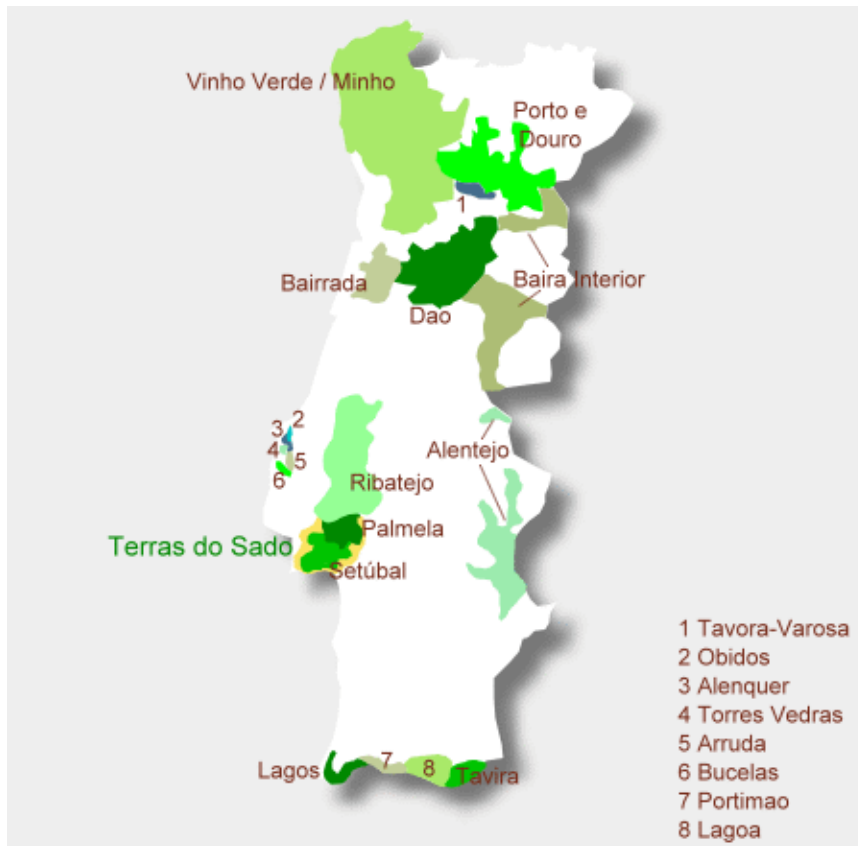 Vinho Verde / Minho
Porto e
Douro
1
Bairrada
Dao
Baira Interior
2
3
4
5
6
Alentejo
Ribatejo
Palmela
Terras do Sado
Setúbal
Lagos
7
8
Tavira
1 Tavora-Varosa
2 Obidos
3 Alenquer
4 Torres Vedras
5 Arruda
6 Bucelas
7 Portimao
8 Lagoa